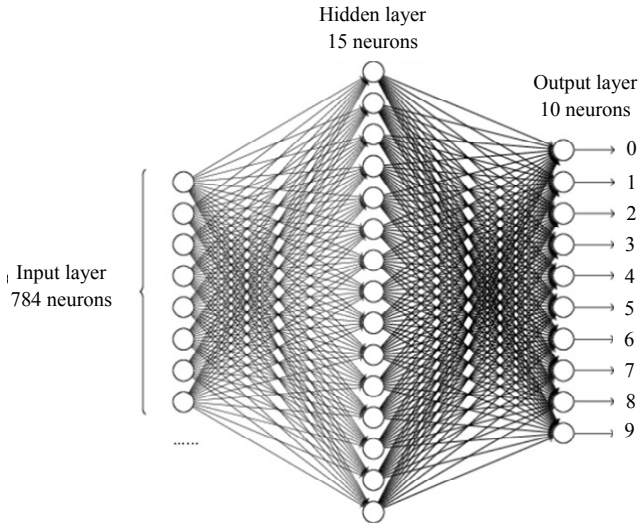 Hidden layer
15 neurons
Output layer
10 neurons
0
1
2
3
4
5
6
7
8
9
Input layer
784 neurons
......